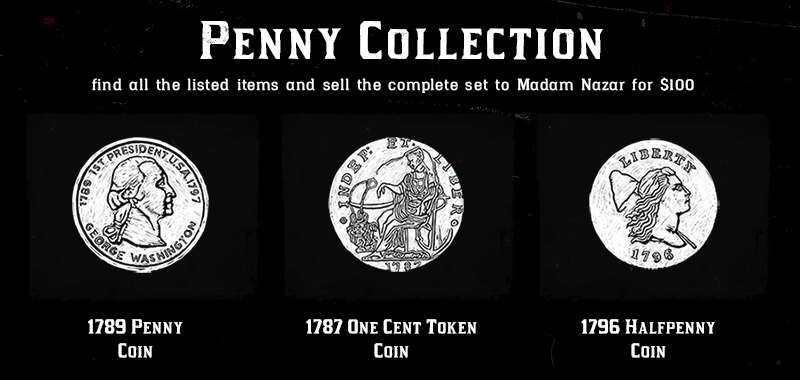 Penny Collection
find all the listed items and sell the complete set to Madam Nazar for $100
1789 1ST PRESIDENT.U.S.A.1797
GEORGE WASHINGTON
INDEP: ET. LIBER
1787
LIBERTY
1796
1789 Penny
Coin
1787 One Cent Token
Coin
1796 Halfpenny
Coin